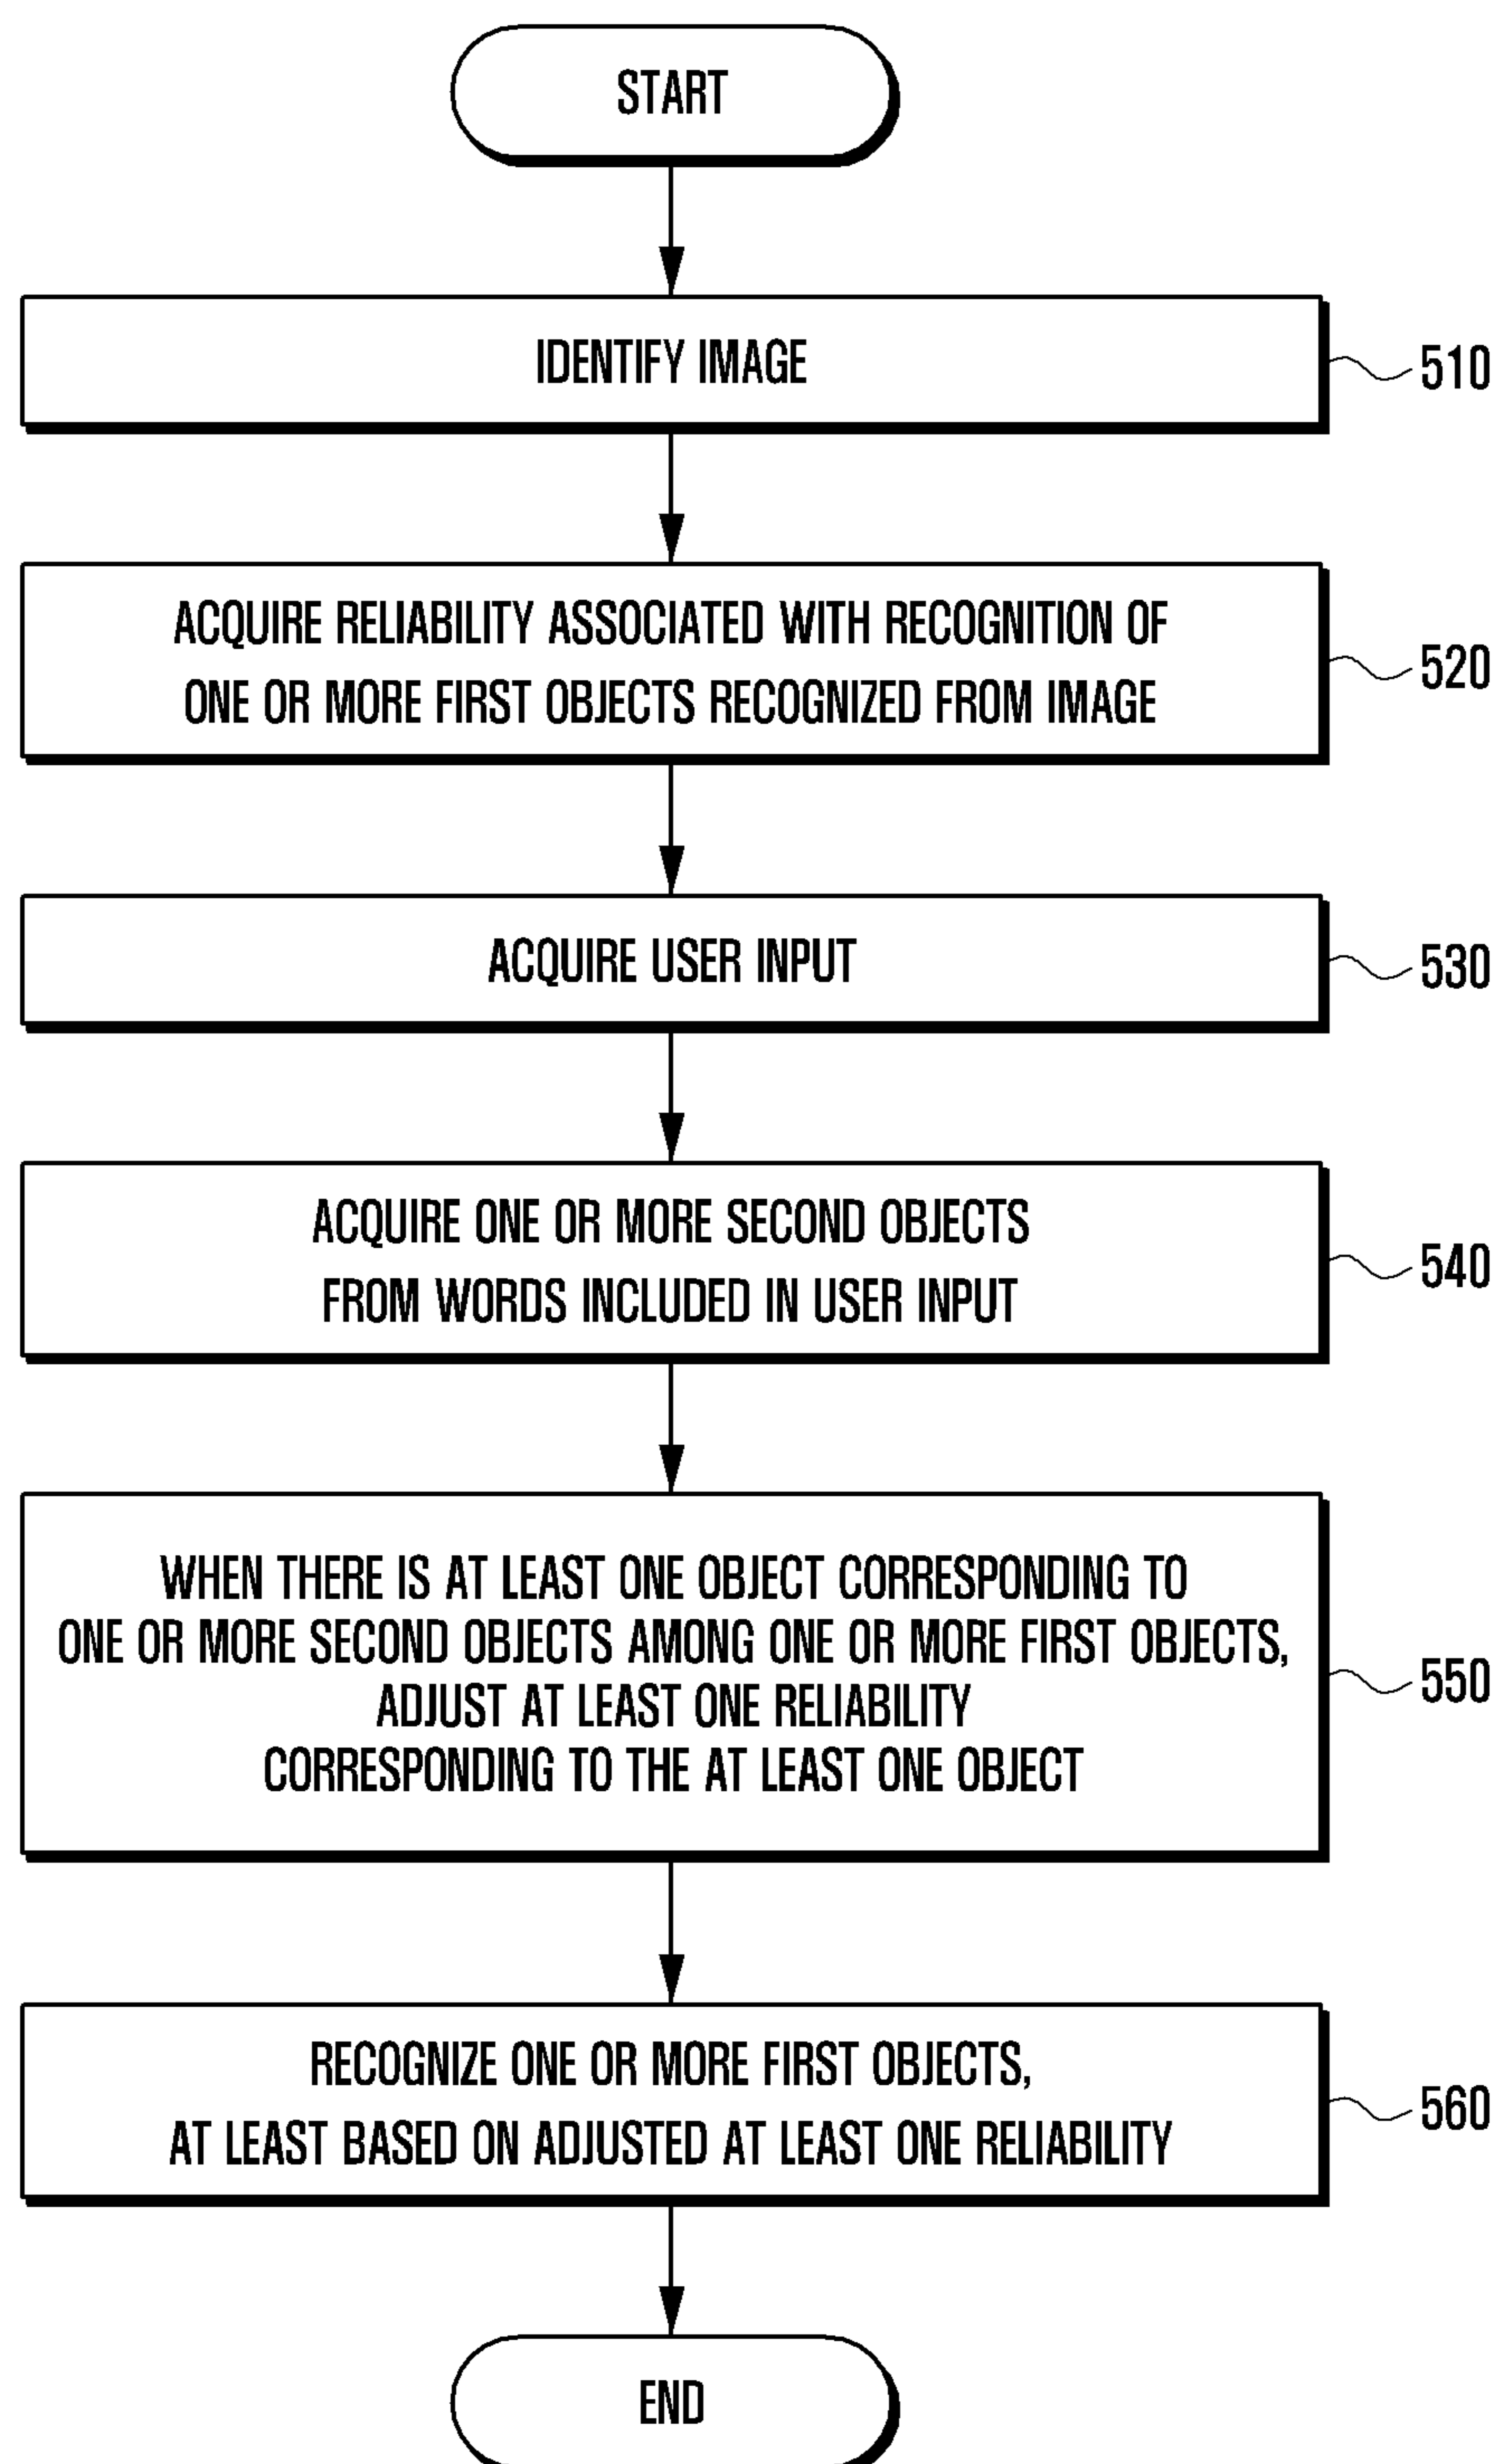 START
IDENTIFY IMAGE
510
ACQUIRE RELIABILITY ASSOCIATED WITH RECOGNITION OF
ONE OR MORE FIRST OBJECTS RECOGNIZED FROM IMAGE
520
ACQUIRE USER INPUT
530
ACQUIRE ONE OR MORE SECOND OBJECTS
FROM WORDS INCLUDED IN USER INPUT
540
WHEN THERE IS AT LEAST ONE OBJECT CORRESPONDING TO
ONE OR MORE SECOND OBJECTS AMONG ONE OR MORE FIRST OBJECTS,
ADJUST AT LEAST ONE RELIABILITY
CORRESPONDING TO THE AT LEAST ONE OBJECT
550
RECOGNIZE ONE OR MORE FIRST OBJECTS,
AT LEAST BASED ON ADJUSTED AT LEAST ONE RELIABILITY
560
END